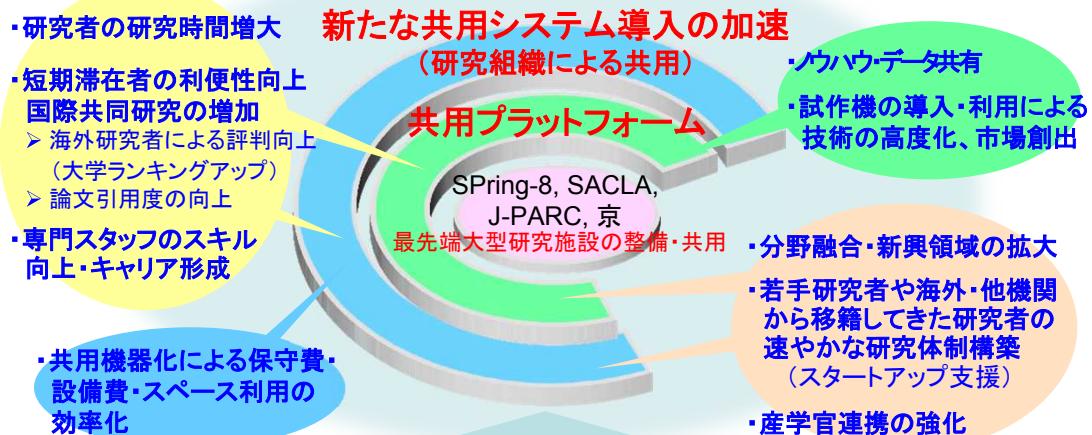 新たな共用システム導入の加速
(研究組織による共用)
共用プラットフォーム
SPring-8, SACLA,
J-PARC, 京
最先端大型研究施設の整備・共用
・研究者の研究時間増大
・短期滞在者の利便性向上
国際共同研究の増加
➢ 海外研究者による評判向上
(大学ランキングアップ)
➢ 論文引用度の向上
・専門スタッフのスキル
向上・キャリア形成
・共用機器化による保守費・
設備費・スペース利用の
効率化
・ノウハウ・データ共有
・試作機の導入・利用による
技術の高度化、市場創出
・分野融合・新興領域の拡大
・若手研究者や海外・他機関
から移籍してきた研究者の
速やかな研究体制構築
(スタートアップ支援)
・産学官連携の強化